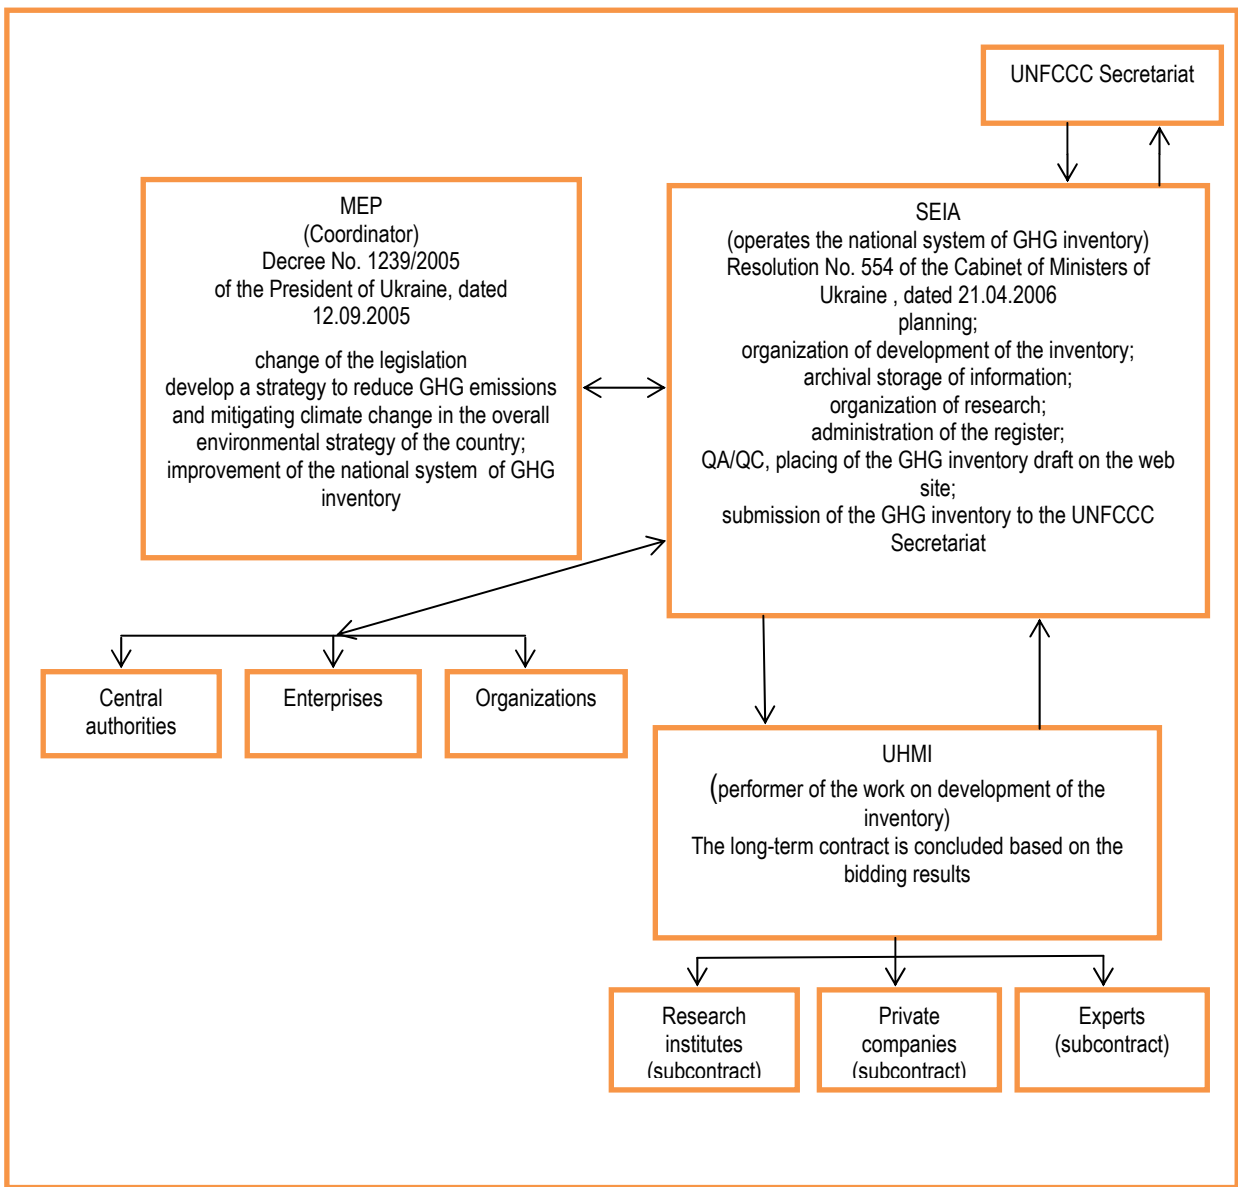 UNFCCC Secretariat
MEP
(Coordinator)
Decree No. 1239/2005
of the President of Ukraine, dated
12.09.2005
change of the legislation
develop a strategy to reduce GHG emissions
and mitigating climate change in the overall
environmental strategy of the country;
improvement of the national system of GHG
inventory
SEIA
(operates the national system of GHG inventory)
Resolution No. 554 of the Cabinet of Ministers of
Ukraine , dated 21.04.2006
planning;
organization of development of the inventory;
archival storage of information;
organization of research;
administration of the register;
QA/QC, placing of the GHG inventory draft on the web
site;
submission of the GHG inventory to the UNFCCC
Secretariat
Central
authorities
Enterprises
Organizations
UHMI
(performer of the work on development of the
inventory)
The long-term contract is concluded based on the
bidding results
Research
institutes
(subcontract)
Private
companies
(subcontract)
Experts
(subcontract)